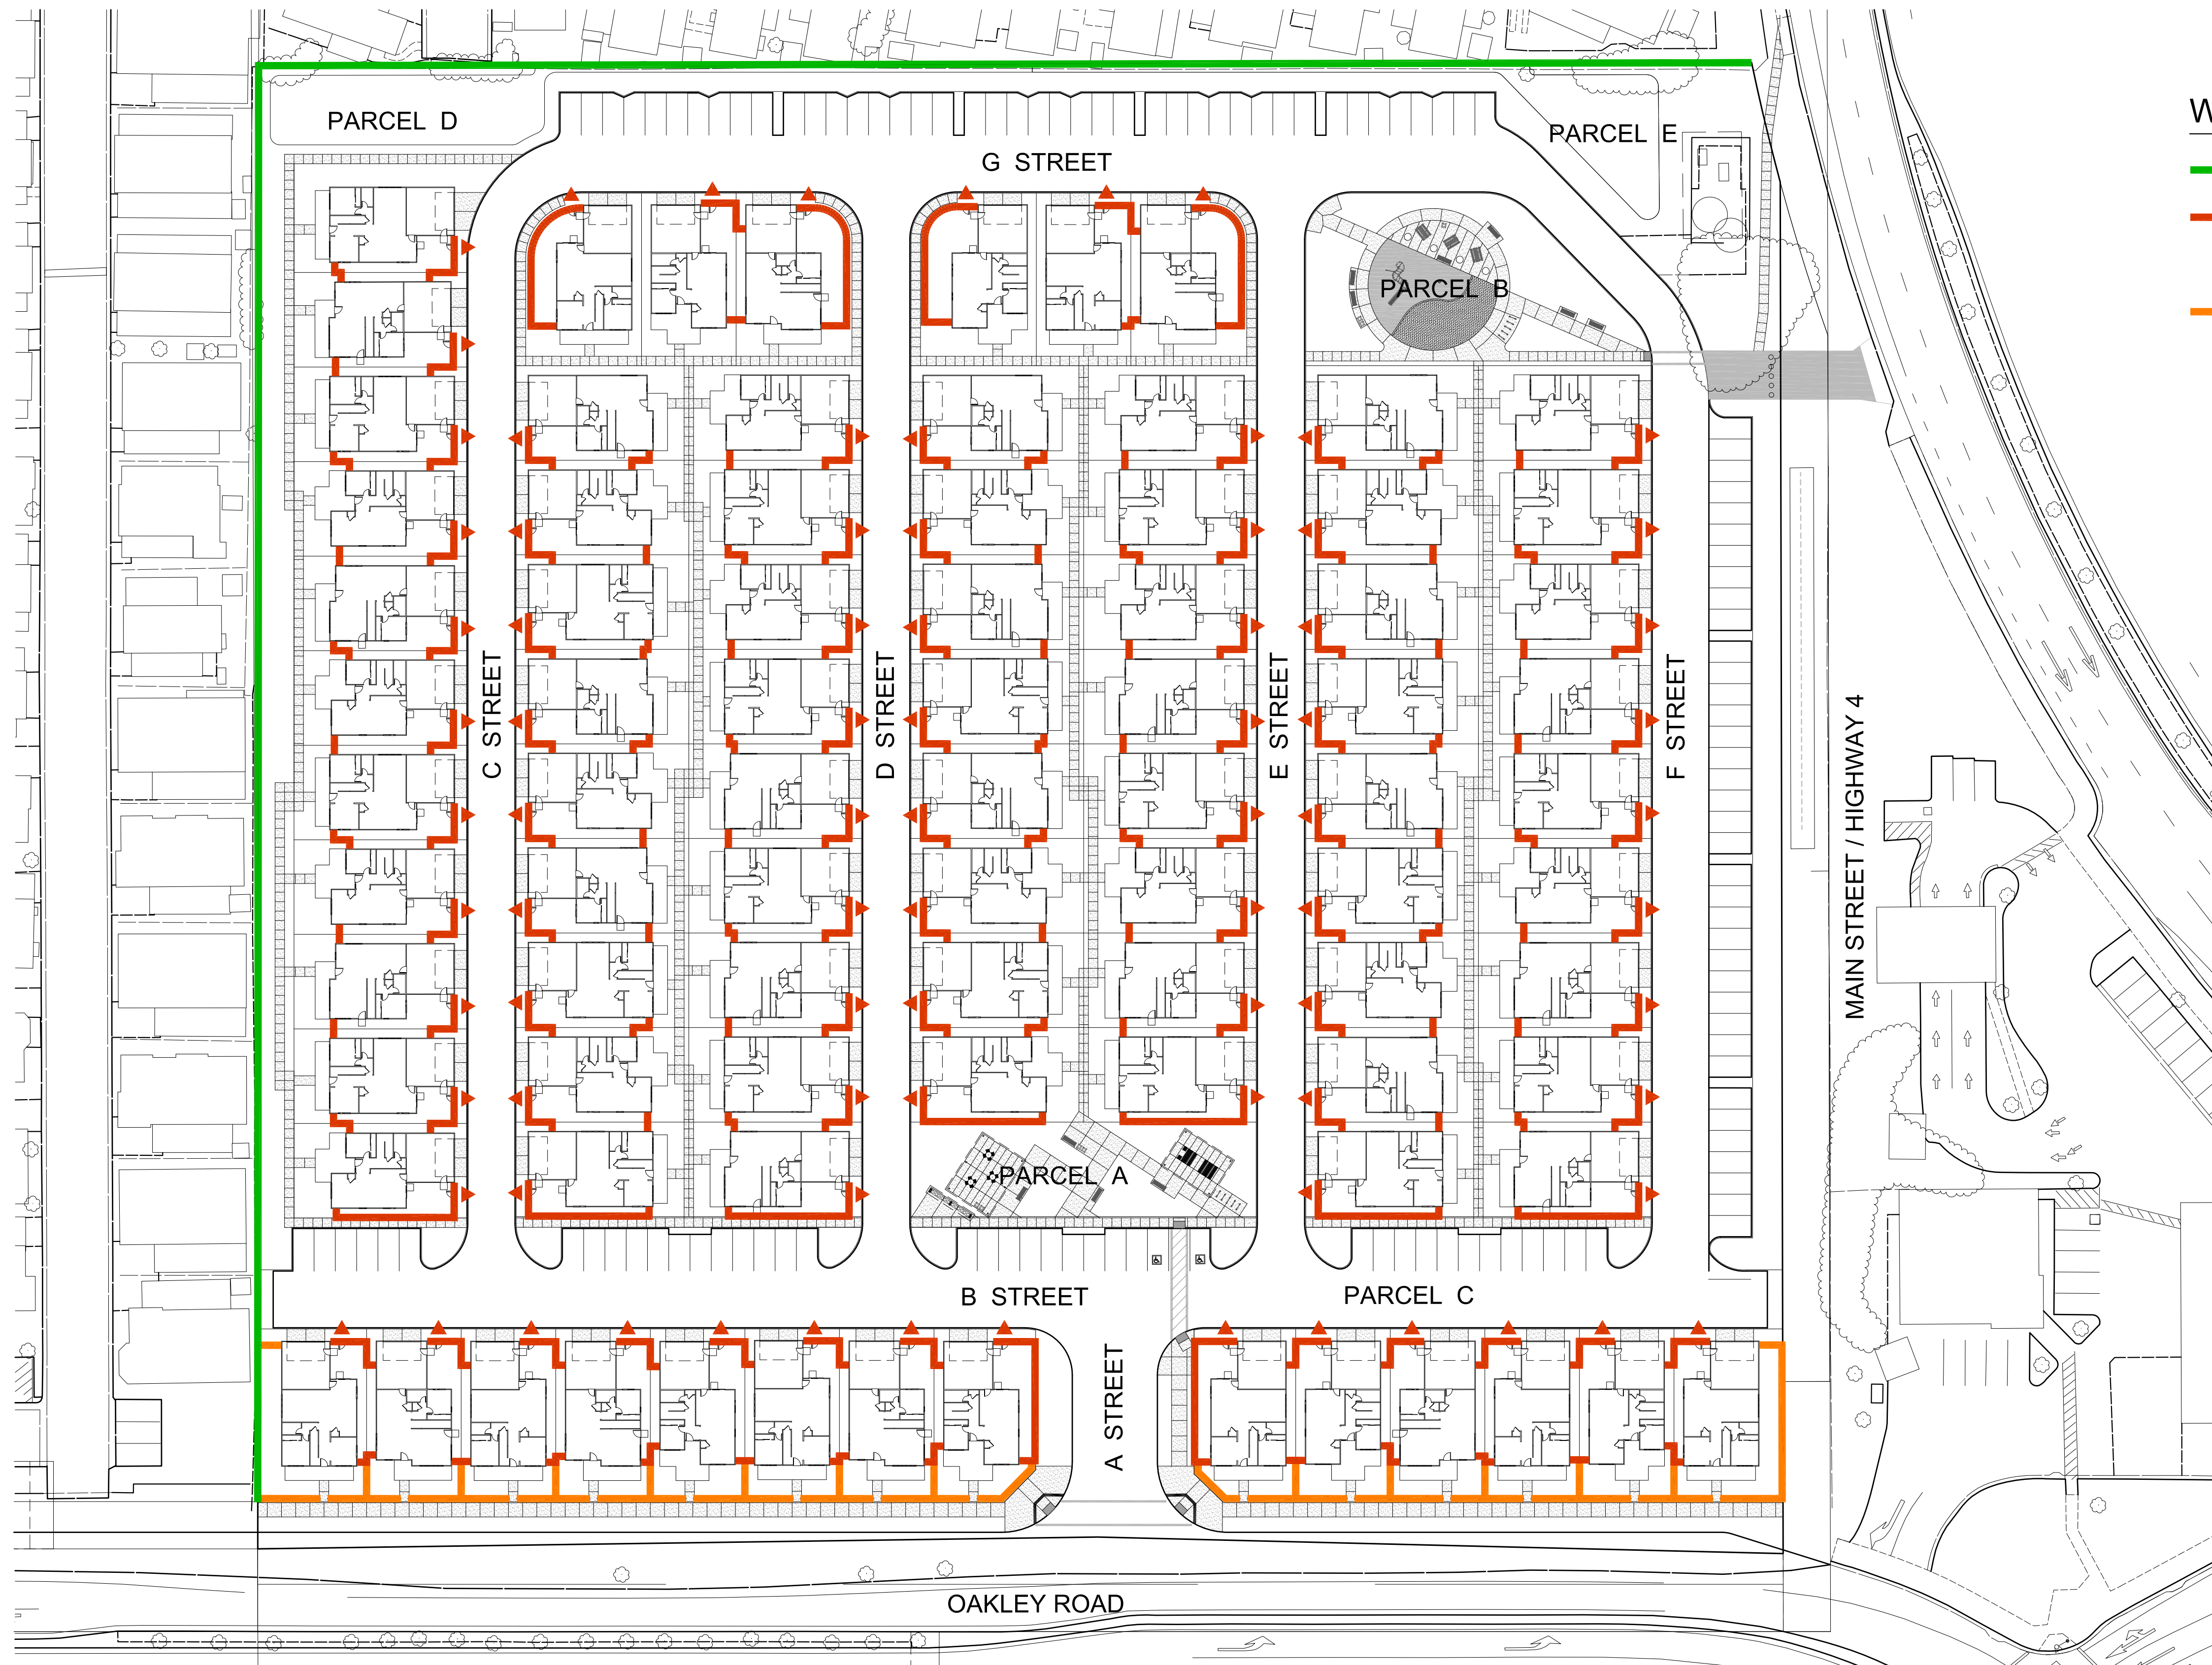 W
PARCEL D
PARCEL E
G STREET
PARCEL B
C STREET
D STREET
E STREET
F STREET
MAIN STREET / HIGHWAY 4
PARCEL A
B STREET
PARCEL C
A STREET
OAKLEY ROAD